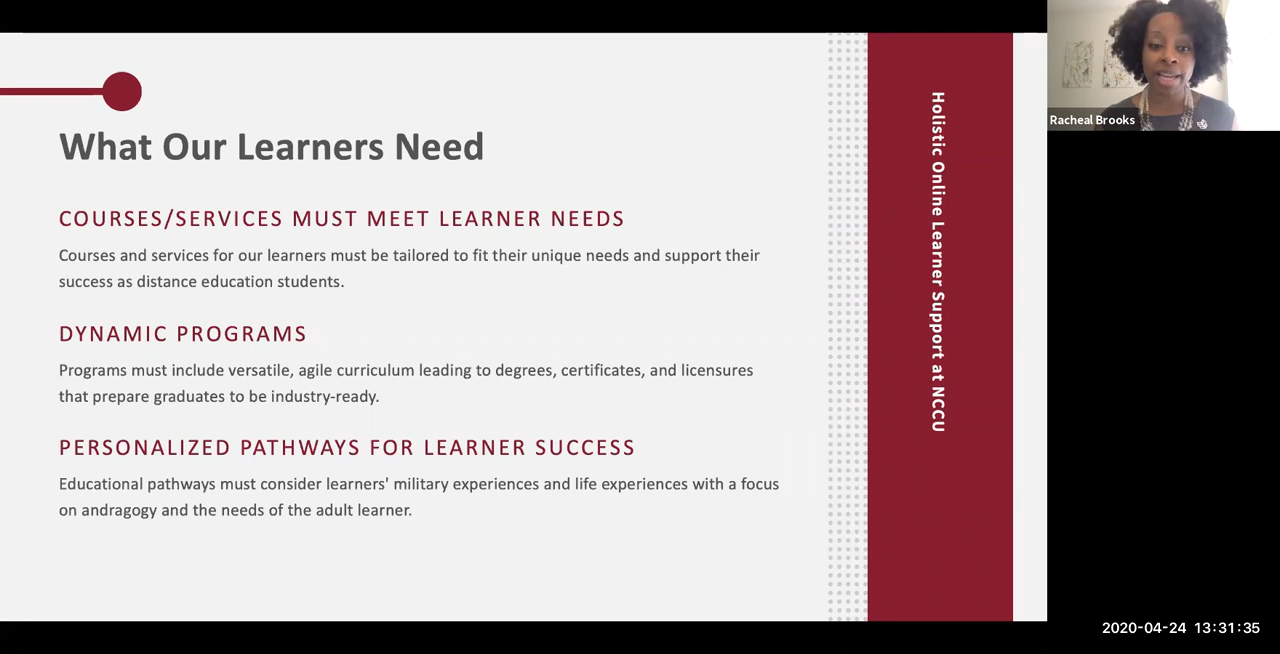 What Our Learners Need
COURSES/SERVICES MUST MEET LEARNER NEEDS
Courses and services for our learners must be tailored to fit their unique needs and support their
success as distance education students.
DYNAMIC PROGRAMS
Programs must include versatile, agile curriculum leading to degrees, certificates, and licensures
that prepare graduates to be industry-ready.
PERSONALIZED PATHWAYS FOR LEARNER SUCCESS
Educational pathways must consider learners' military experiences and life experiences with a focus
on andragogy and the needs of the adult learner.
Holistic Online Learner Support at NCCU
Racheal Brooks
2020-04-24 13:31:35